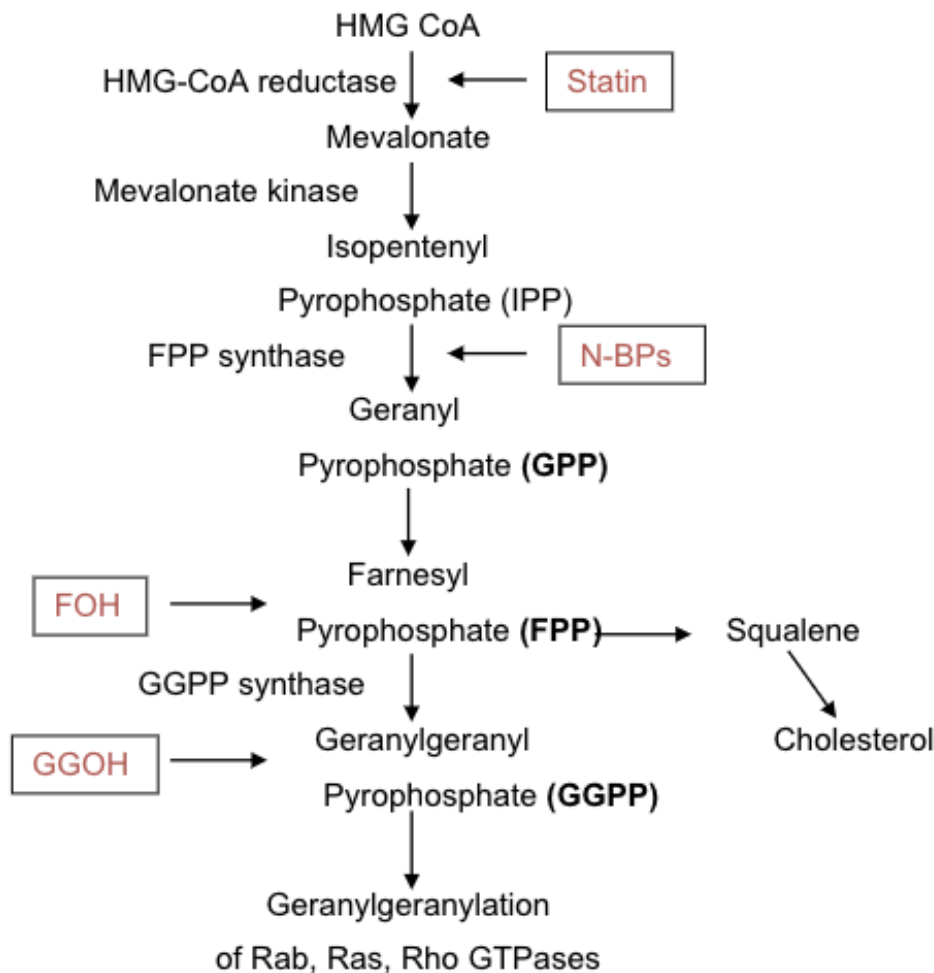 HMG CoA
HMG-CoA reductase
Statin
Mevalonate
Mevalonate kinase
Isopentenyl
Pyrophosphate (IPP)
FPP synthase
N-BPs
Geranyl
Pyrophosphate (GPP)
Farnesyl
FOH
Pyrophosphate (FPP)
Squalene
GGPP synthase
Geranylgeranyl
Cholesterol
GGOH
Pyrophosphate (GGPP)
Geranylgeranylation
of Rab, Ras, Rho GTPases